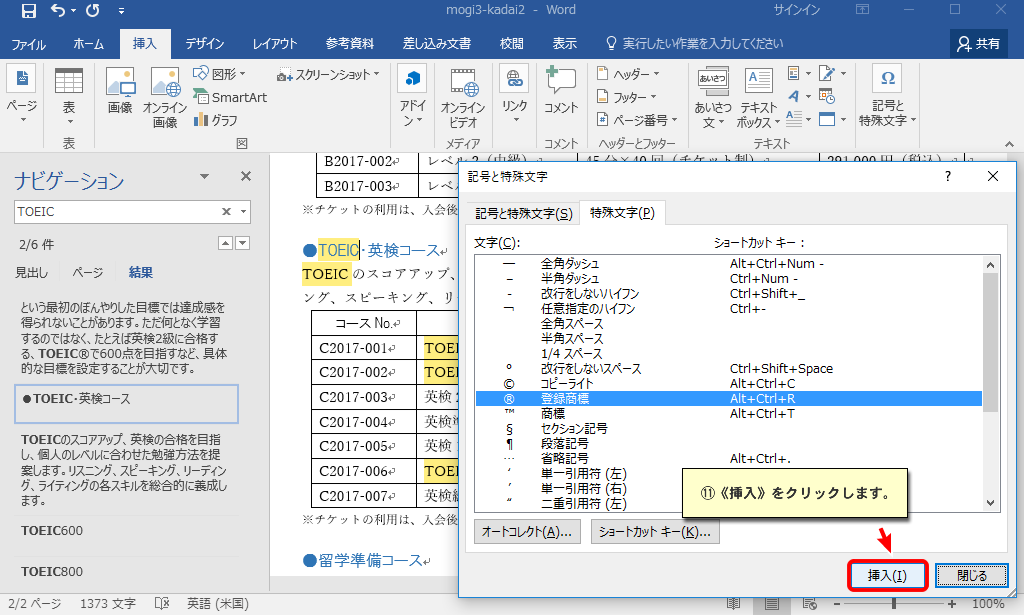 mogi3-kadai2 - Word
サインイン
ファイル ホーム 挿入 デザイン レイアウト 参考資料 差し込み文書 校閲 表示 実行したい作業を入力してください 共有
ページ
表
画像
オンライン
画像
図形
SmartArt
グラフ
スクリーンショット
アドイ
ン
オンライン
ビデオ
リンク
コメント
ヘッダー
フッター
ページ番号
あいさつ
あいさつ
文
テキスト
ボックス
記号と
特殊文字
表 図 メディア コメント ヘッダーとフッター テキスト
ナビゲーション
TOEIC
2/6 件
見出し ページ 結果
という最初のぼんやりした目標では達成感を
得られないことがあります。ただ何となく学習
するのではなく、たとえば英検2級に合格す
る、TOEIC®で600点を目指すなど、具体
的な目標を設定することが大切です。
●TOEIC・英検コース
TOEICのスコアアップ、英検の合格を目指
し、個人のレベルに合わせた勉強方法を提
案します。リスニング、スピーキング、リーディン
グ、ライティングの各スキルを総合的に養成し
ます。
TOEIC600
TOEIC800
B2017-002 レベル 2（中級） 45 分×40 回（チケット制） 291,000 円（税込）
B2017-003 レベ
※チケットの利用は、入会後
●TOEIC・英検コース
TOEIC のスコアアップ、
ング、スピーキング、リー
コース No.
C2017-001 TOEI
C2017-002 TOEI
C2017-003 英検
C2017-004 英検準
C2017-005 英検
C2017-006 TOEI
C2017-007 英検
※チケットの利用は、入会後
●留学準備コース
記号と特殊文字
記号と特殊文字(S) 特殊文字(P)
文字(C): ショートカット キー：
— 全角ダッシュ Alt+Ctrl+Num -
– 半角ダッシュ Ctrl+Num -
- 改行をしないハイフン Ctrl+Shift+_
¬ 任意指定のハイフン Ctrl+-
全角スペース
半角スペース
1/4 スペース
° 改行をしないスペース Ctrl+Shift+Space
© コピーライト Alt+Ctrl+C
® 登録商標 Alt+Ctrl+R
™ 商標 Alt+Ctrl+T
§ セクション記号
¶ 段落記号
… 省略記号 Alt+Ctrl+.
‘ 単一引用符 (左)
’ 単一引用符 (右)
“ 二重引用符 (左)
オートコレクト(A)... ショートカット キー(K)...
⑪《挿入》をクリックします。
挿入(I) 閉じる
2/2 ページ 1373 文字 英語 (米国) 100%